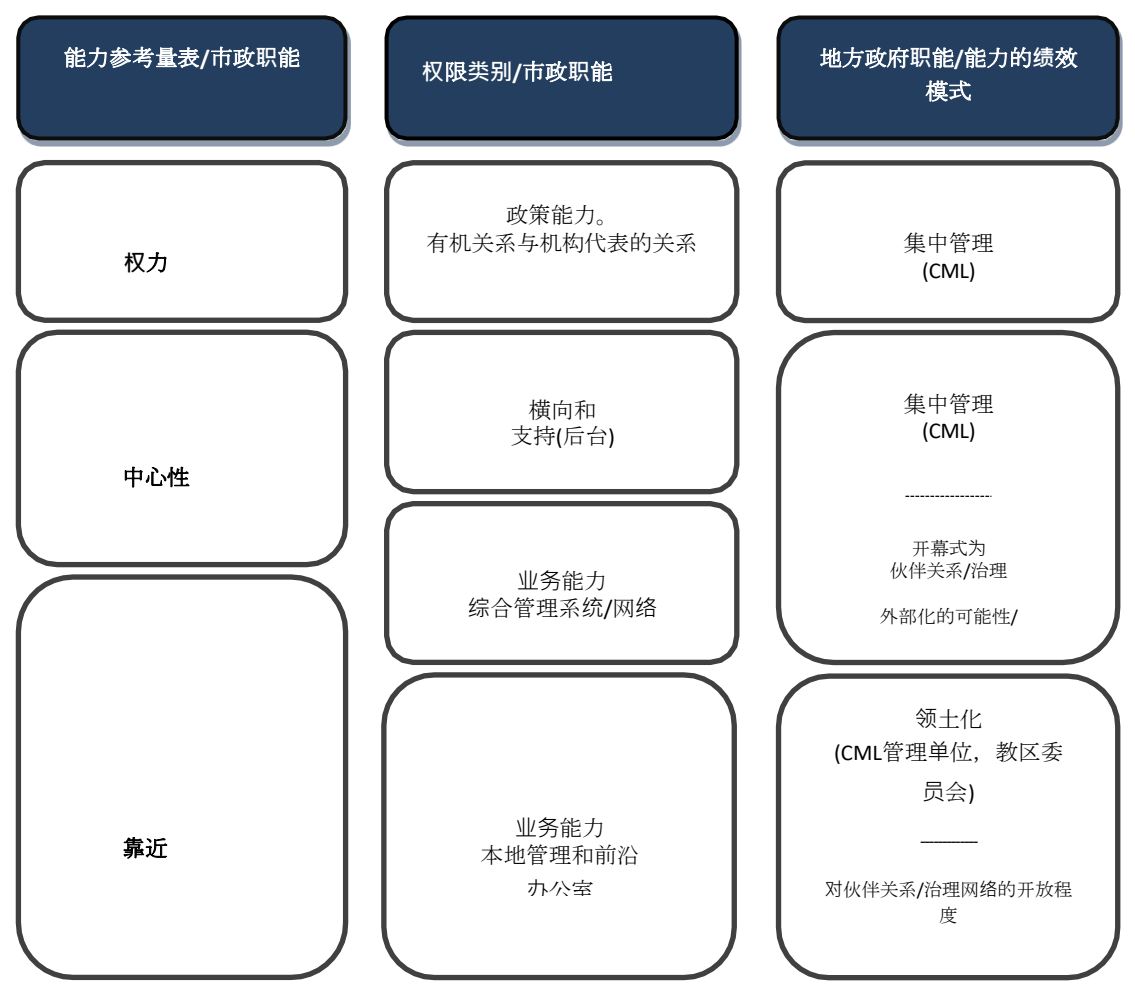 能力参考量表/市政职能
权限类别/市政职能
地方政府职能/能力的绩效
模式
权力
政策能力。
有机关系与机构代表的关系
集中管理
(CML)
中心性
横向和
支持(后台)
集中管理
(CML)
-----------------
开幕式为
伙伴关系/治理
外部化的可能性/
业务能力
综合管理系统/网络
靠近
业务能力
本地管理和前沿
办公室
领土化
(CML管理单位，教区委
员会)
------------
对伙伴关系/治理网络的开放程
度